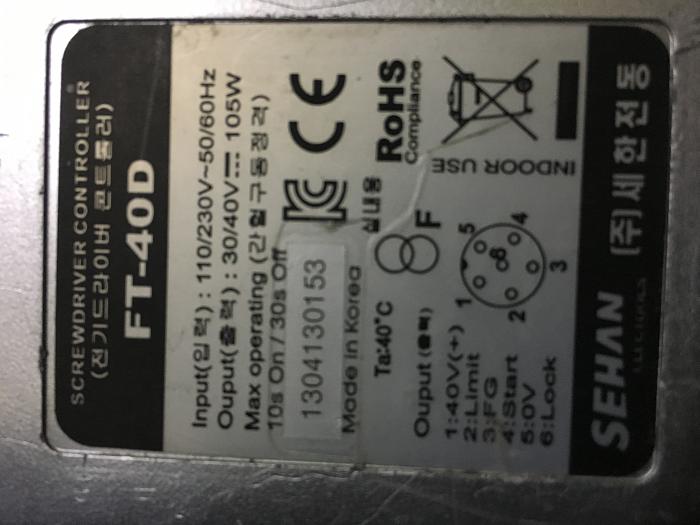 SCREWDRIVER CONTROLLER
(전기드라이버 콘트롤러)
FT-40D
Input(입력) : 110/230V~50/60Hz
Ouput(출력) : 30/40V⎓ 105W
Max operating (간헐구동정격)
10s On / 30s Off
1304130153
Made in Korea
CE
실내용
Ta:40°C
F
RoHS
Compliance
INDOOR USE
Ouput (출력)
1:40V(+)
2:Limit
3:FG
4:Start
5:0V
6:Lock
1
2
3
4
5
6
SEHAN
(주)세한전동